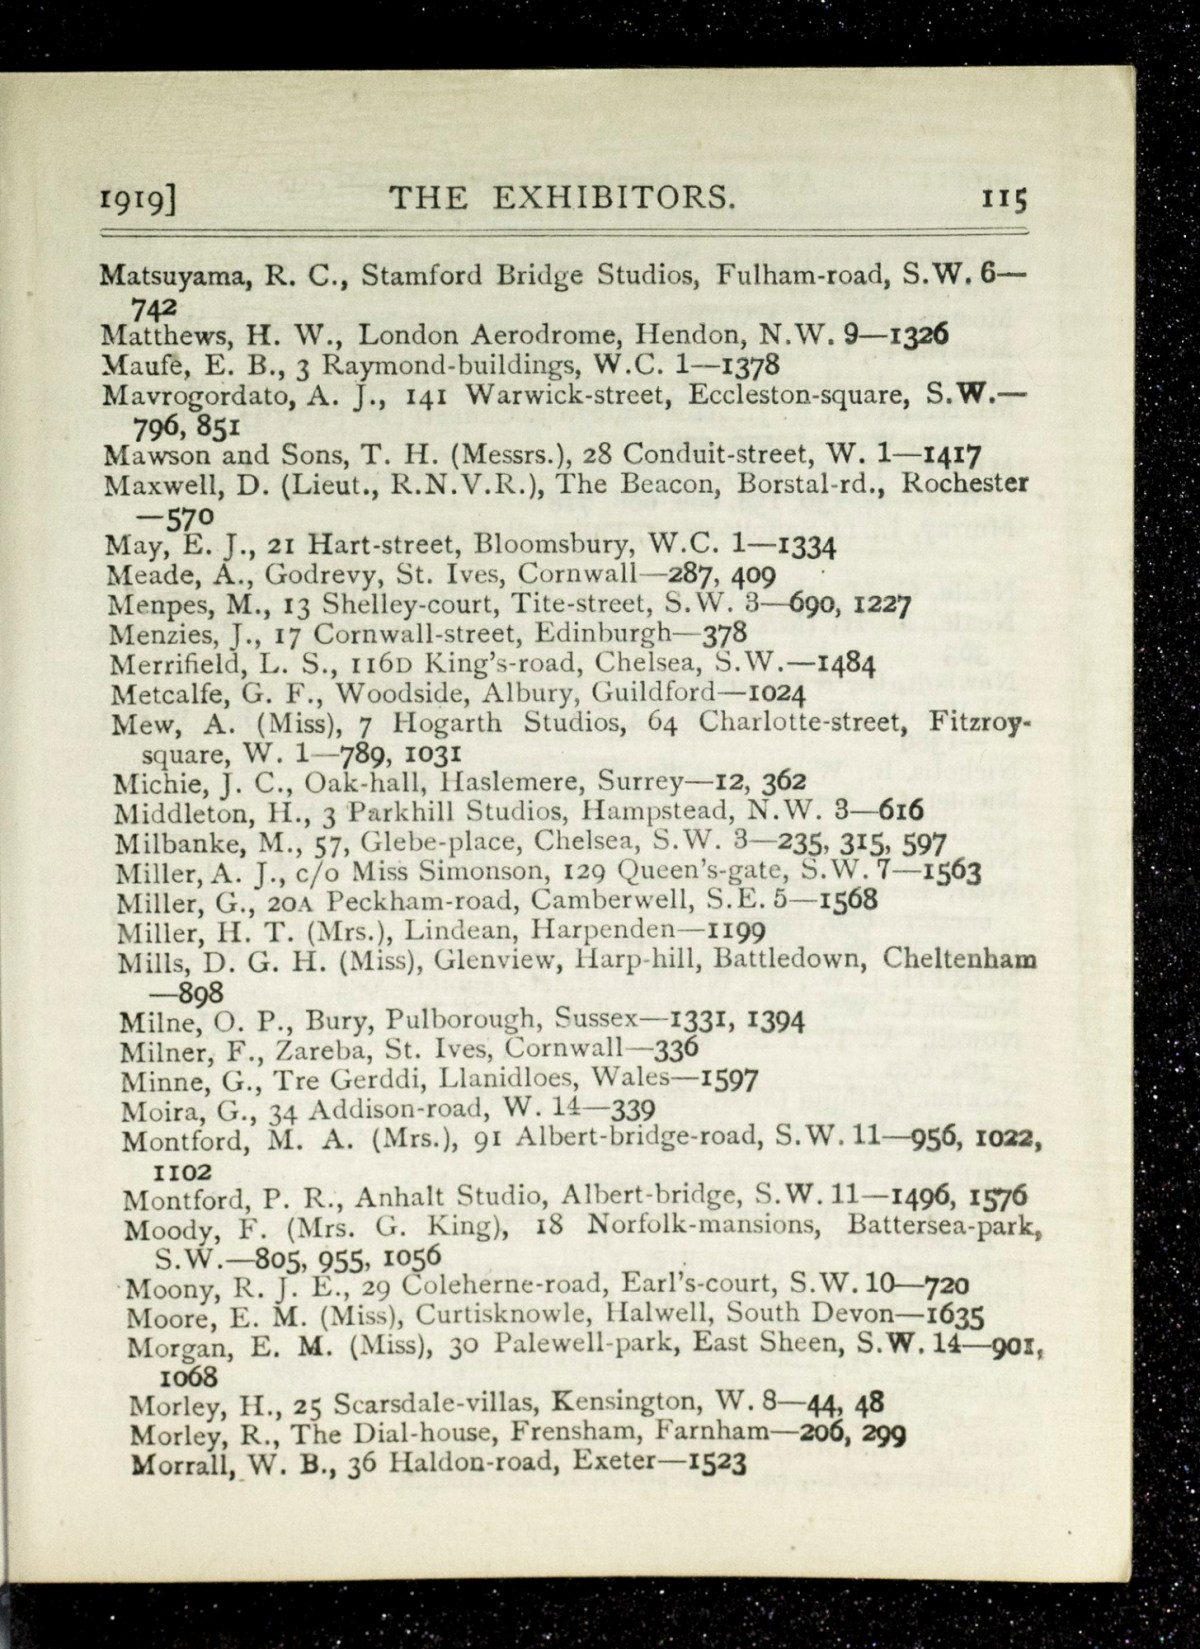 1919] THE EXHIBITORS. 115
Matsuyama, R. C., Stamford Bridge Studios, Fulham-road, S.W. 6—
742
Matthews, H. W., London Aerodrome, Hendon, N.W. 9—1326
Maufe, E. B., 3 Raymond-buildings, W.C. 1—1378
Mavrogordato, A. J., 141 Warwick-street, Eccleston-square, S.W.—
796, 851
Mawson and Sons, T. H. (Messrs.), 28 Conduit-street, W. 1—1417
Maxwell, D. (Lieut., R.N.V.R.), The Beacon, Borstal-rd., Rochester
—570
May, E. J., 21 Hart-street, Bloomsbury, W.C. 1—1334
Meade, A., Godrevy, St. Ives, Cornwall—287, 409
Menpes, M., 13 Shelley-court, Tite-street, S.W. 3—690, 1227
Menzies, J., 17 Cornwall-street, Edinburgh—378
Merrifield, L. S., 116D King's-road, Chelsea, S.W.—1484
Metcalfe, G. F., Woodside, Albury, Guildford—1024
Mew, A. (Miss), 7 Hogarth Studios, 64 Charlotte-street, Fitzroy-
square, W. 1—789, 1031
Michie, J. C., Oak-hall, Haslemere, Surrey—12, 362
Middleton, H., 3 Parkhill Studios, Hampstead, N.W. 3—616
Milbanke, M., 57, Glebe-place, Chelsea, S.W. 3—235, 315, 597
Miller, A. J., c/o Miss Simonson, 129 Queen's-gate, S.W. 7—1563
Miller, G., 20A Peckham-road, Camberwell, S.E. 5—1568
Miller, H. T. (Mrs.), Lindean, Harpenden—1199
Mills, D. G. H. (Miss), Glenview, Harp-hill, Battledown, Cheltenham
—898
Milne, O. P., Bury, Pulborough, Sussex—1331, 1394
Milner, F., Zareba, St. Ives, Cornwall—336
Minne, G., Tre Gerddi, Llanidloes, Wales—1597
Moira, G., 34 Addison-road, W. 14—339
Montford, M. A. (Mrs.), 91 Albert-bridge-road, S.W. 11—956, 1022,
1102
Montford, P. R., Anhalt Studio, Albert-bridge, S.W. 11—1496, 1576
Moody, F. (Mrs. G. King), 18 Norfolk-mansions, Battersea-park,
S.W.—805, 955, 1056
Moony, R. J. E., 29 Coleherne-road, Earl's-court, S.W. 10—720
Moore, E. M. (Miss), Curtisknowle, Halwell, South Devon—1635
Morgan, E. M. (Miss), 30 Palewell-park, East Sheen, S.W. 14—901,
1068
Morley, H., 25 Scarsdale-villas, Kensington, W. 8—44, 48
Morley, R., The Dial-house, Frensham, Farnham—206, 299
Morrall, W. B., 36 Haldon-road, Exeter—1523